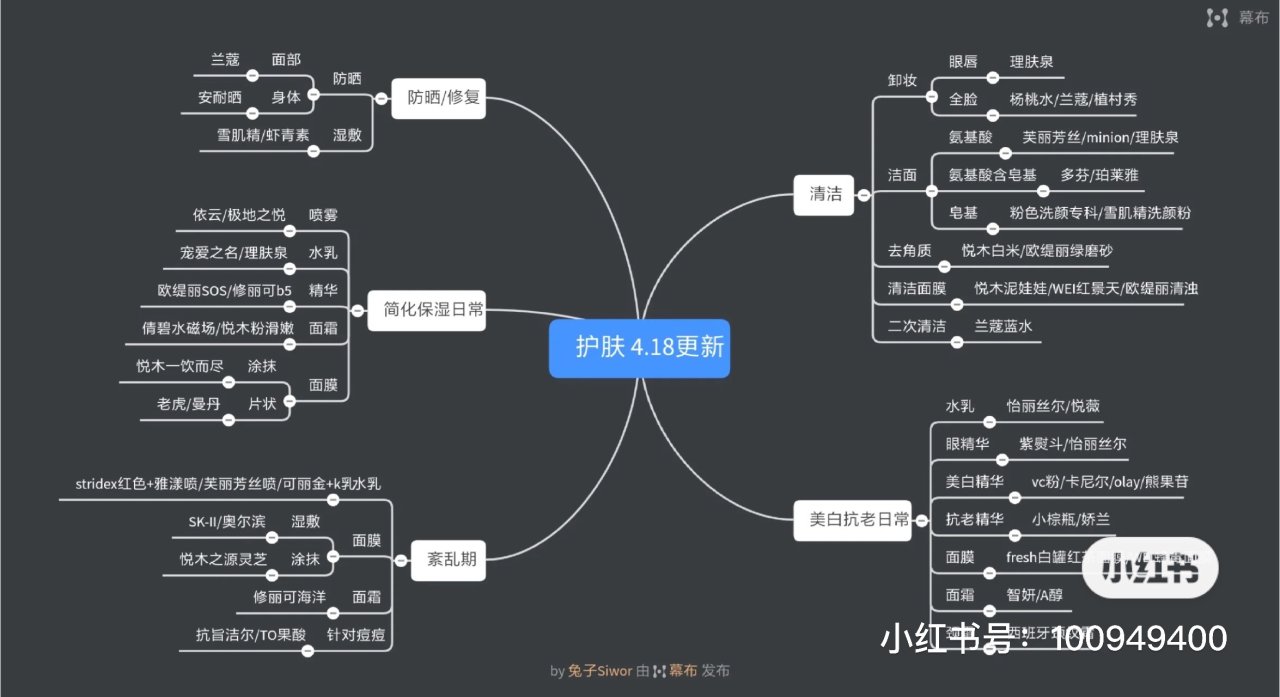 幕布
护肤 4.18更新
防晒/修复
防晒
面部
兰蔻
身体
安耐晒
湿敷
雪肌精/虾青素
简化保湿日常
喷雾
依云/极地之悦
水乳
宠爱之名/理肤泉
精华
欧缇丽SOS/修丽可b5
面霜
倩碧水磁场/悦木粉滑嫩
面膜
涂抹
悦木一饮而尽
片状
老虎/曼丹
紊乱期
水乳
stridex红色+雅漾喷/芙丽芳丝喷/可丽金+k乳
面膜
湿敷
SK-II/奥尔滨
涂抹
悦木之源灵芝
面霜
修丽可海洋
针对痘痘
抗旨洁尔/TO果酸
清洁
卸妆
眼唇
理肤泉
全脸
杨桃水/兰蔻/植村秀
洁面
氨基酸
芙丽芳丝/minion/理肤泉
氨基酸含皂基
多芬/珀莱雅
皂基
粉色洗颜专科/雪肌精洗颜粉
去角质
悦木白米/欧缇丽绿磨砂
清洁面膜
悦木泥娃娃/WEI红景天/欧缇丽清浊
二次清洁
兰蔻蓝水
美白抗老日常
水乳
怡丽丝尔/悦薇
眼精华
紫熨斗/怡丽丝尔
美白精华
vc粉/卡尼尔/olay/熊果苷
抗老精华
小棕瓶/娇兰
面膜
fresh白罐红茶
面霜
智妍/A醇
西班牙颈纹霜
小红书
小红书号：100949400
by 兔子Siwor 由 幕布 发布